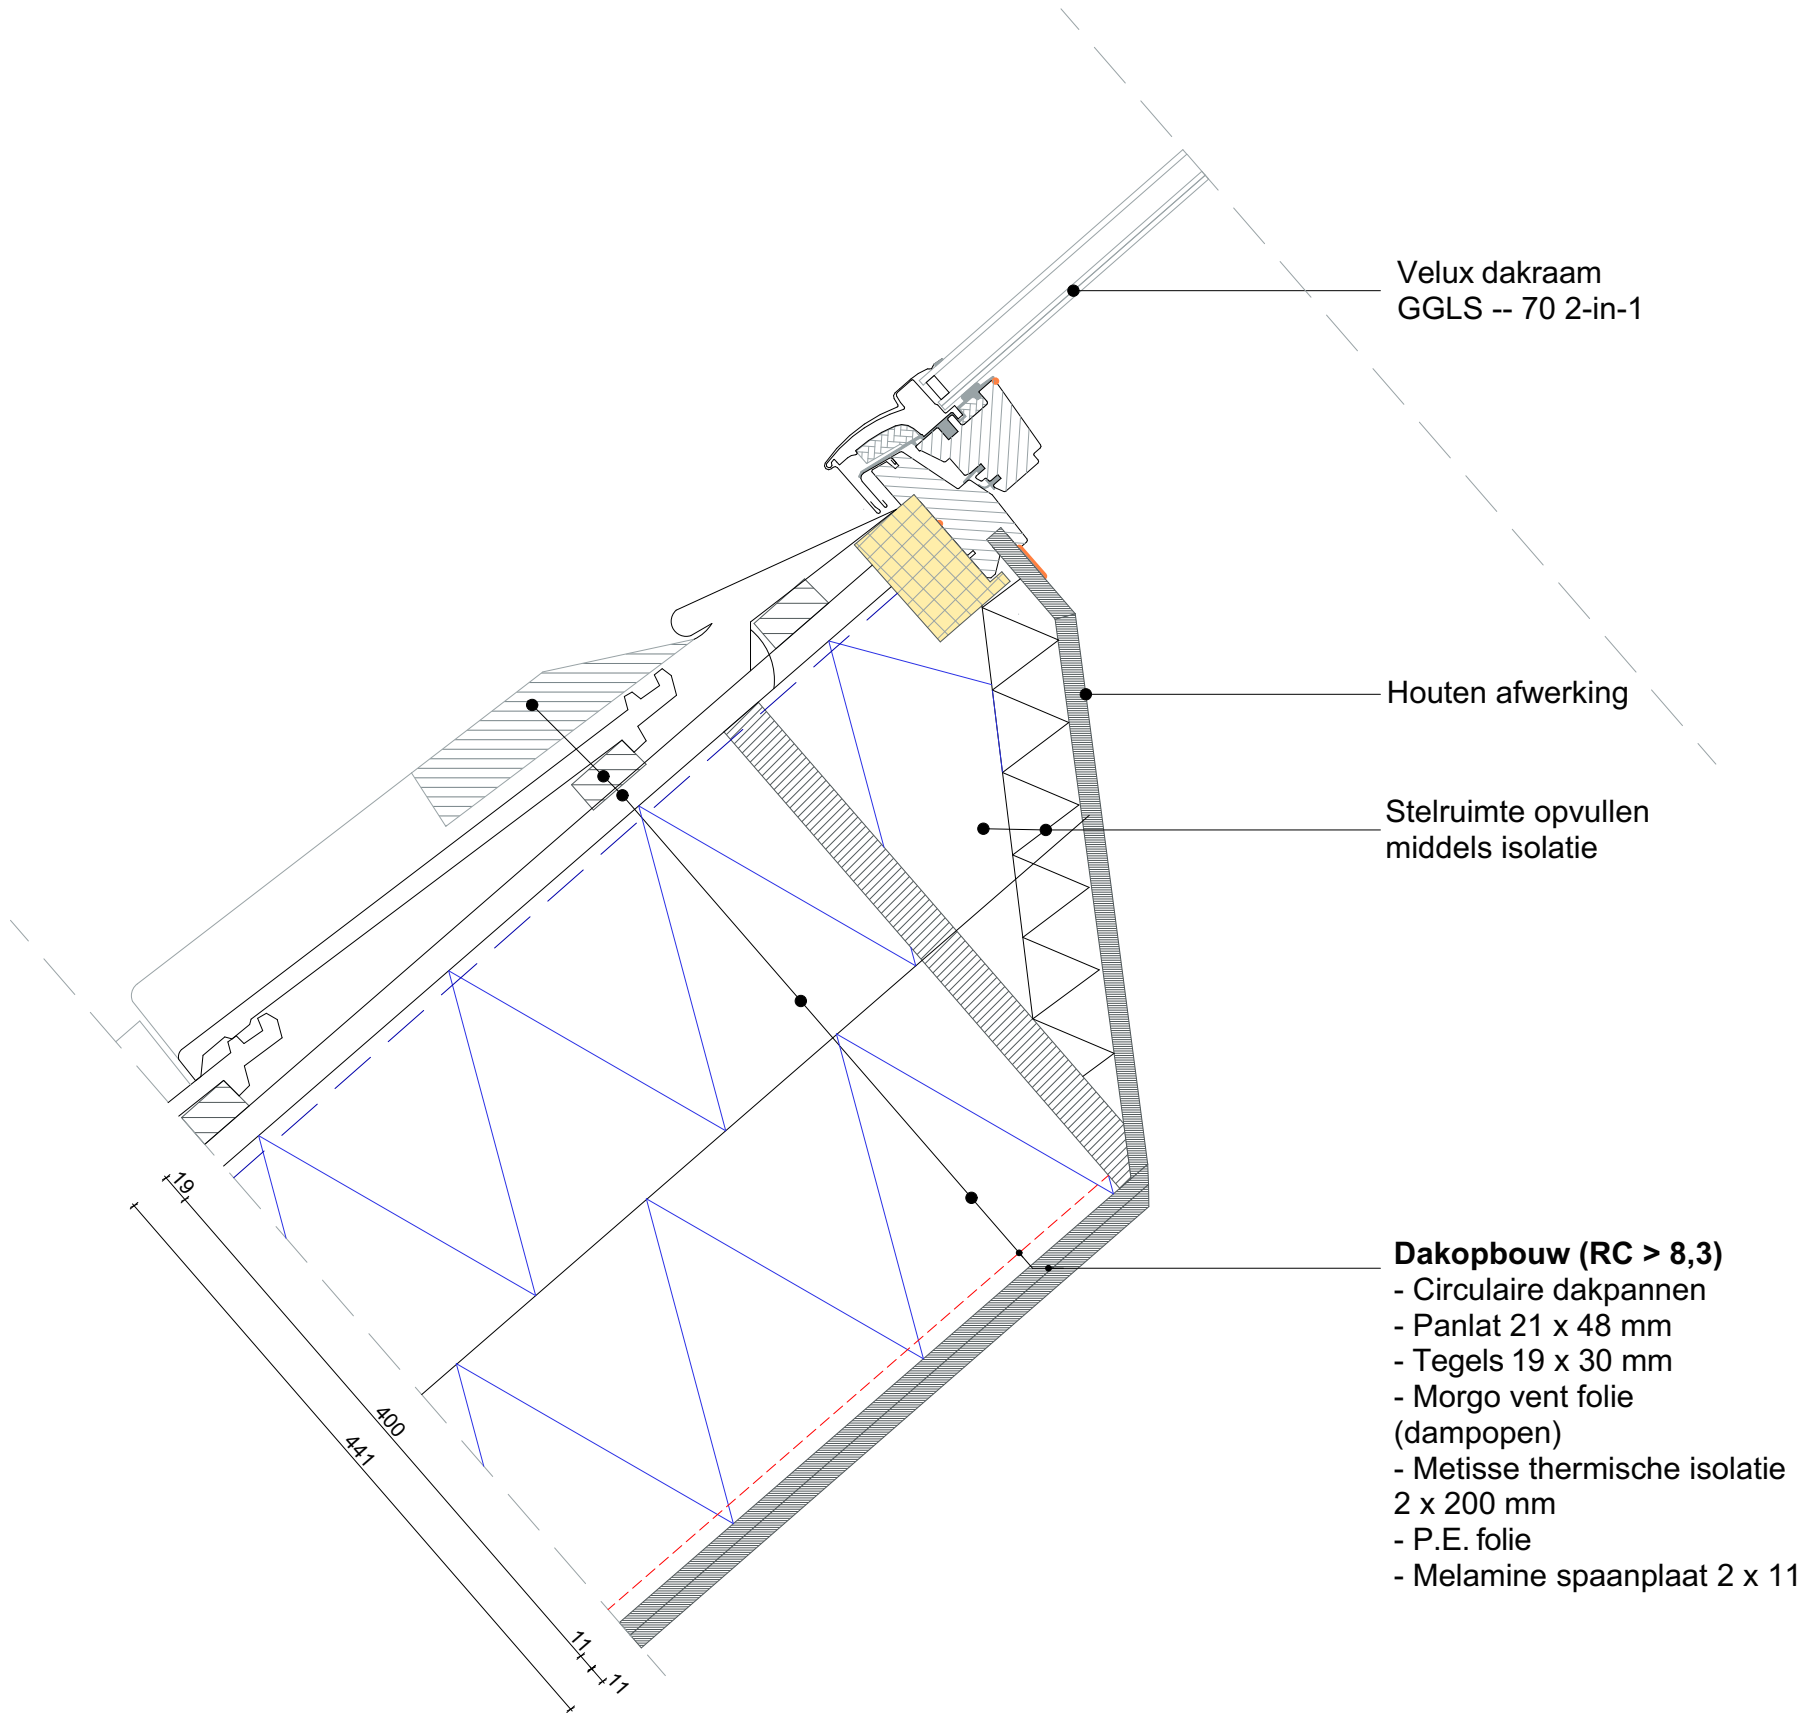 Velux dakraam
GGLS -- 70 2-in-1
Houten afwerking
Stelruimte opvullen
middels isolatie
19
400
441
11
11
Dakopbouw (RC > 8,3)
- Circulaire dakpannen
- Panlat 21 x 48 mm
- Tegels 19 x 30 mm
- Morgo vent folie
(dampopen)
- Metisse thermische isolatie
2 x 200 mm
- P.E. folie
- Melamine spaanplaat 2 x 11